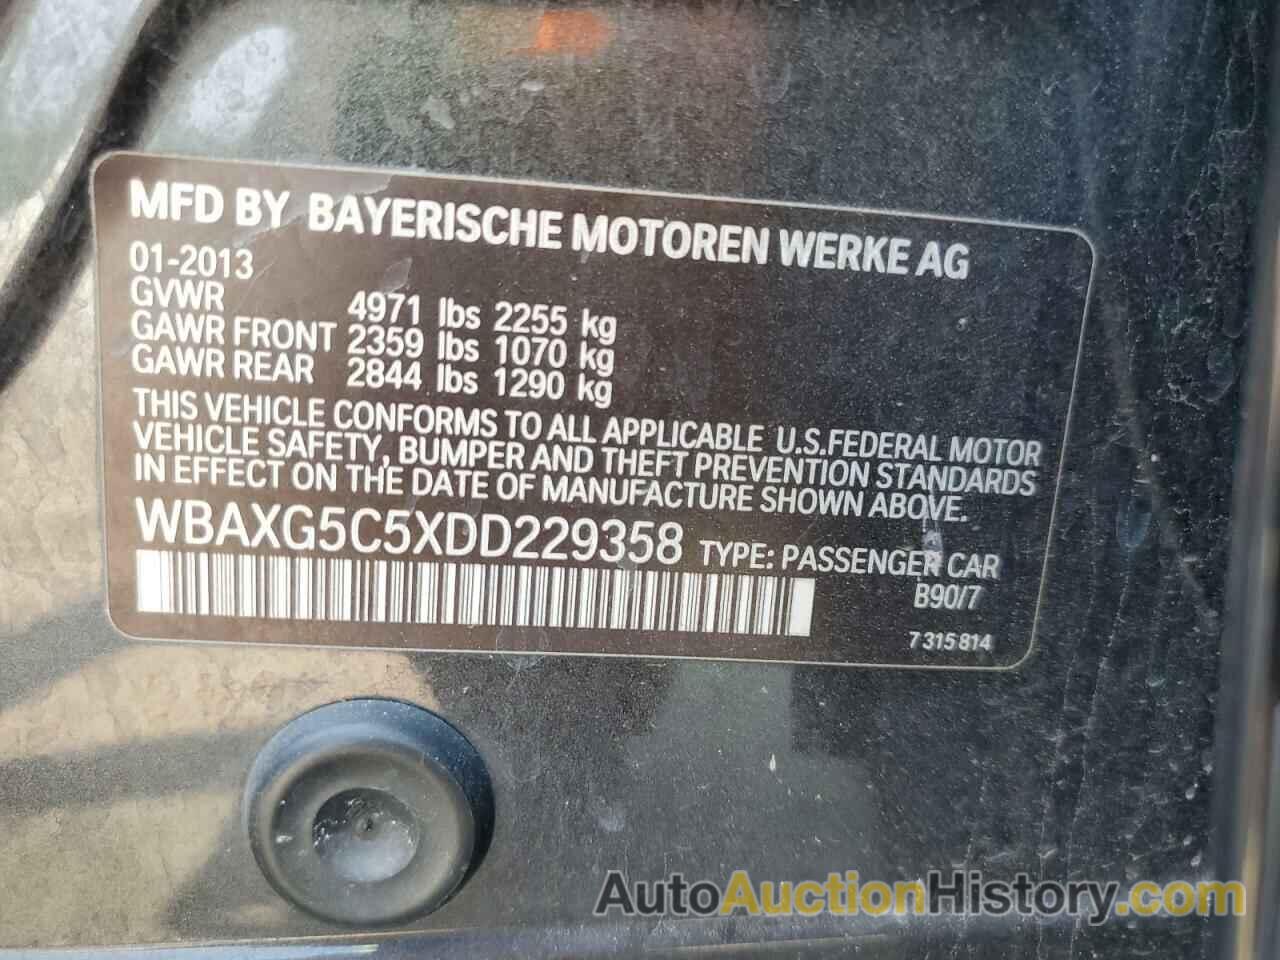 MFD BY BAYERISCHE MOTOREN WERKE AG
01-2013
GVWR 4971 lbs 2255 kg
GAWR FRONT 2359 lbs 1070 kg
GAWR REAR 2844 lbs 1290 kg
THIS VEHICLE CONFORMS TO ALL APPLICABLE U.S.FEDERAL MOTOR
VEHICLE SAFETY, BUMPER AND THEFT PREVENTION STANDARDS
IN EFFECT ON THE DATE OF MANUFACTURE SHOWN ABOVE.
WBAXG5C5XDD229358 TYPE: PASSENGER CAR
B90/7
7 315 814
AutoAuctionHistory.com